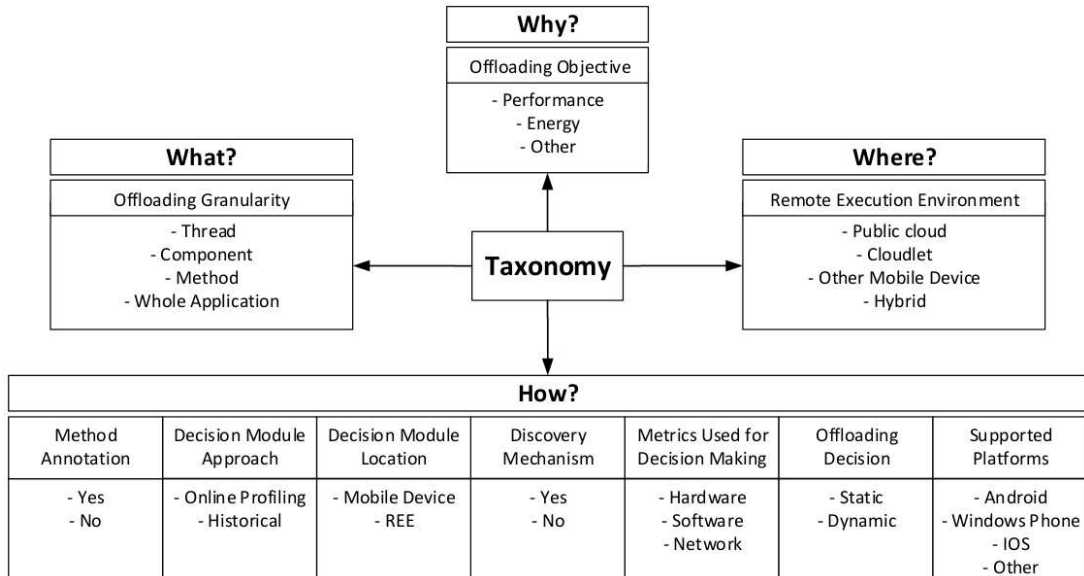 Why?
Offloading Objective
- Performance
- Energy
- Other
What?
Offloading Granularity
- Thread
- Component
- Method
- Whole Application
Taxonomy
Where?
Remote Execution Environment
- Public cloud
- Cloudlet
- Other Mobile Device
- Hybrid
How?
Method
Annotation
- Yes
- No
Decision Module
Approach
- Online Profiling
- Historical
Decision Module
Location
- Mobile Device
- REE
Discovery
Mechanism
- Yes
- No
Metrics Used for
Decision Making
- Hardware
- Software
- Network
Offloading
Decision
- Static
- Dynamic
Supported
Platforms
- Android
- Windows Phone
- IOS
- Other